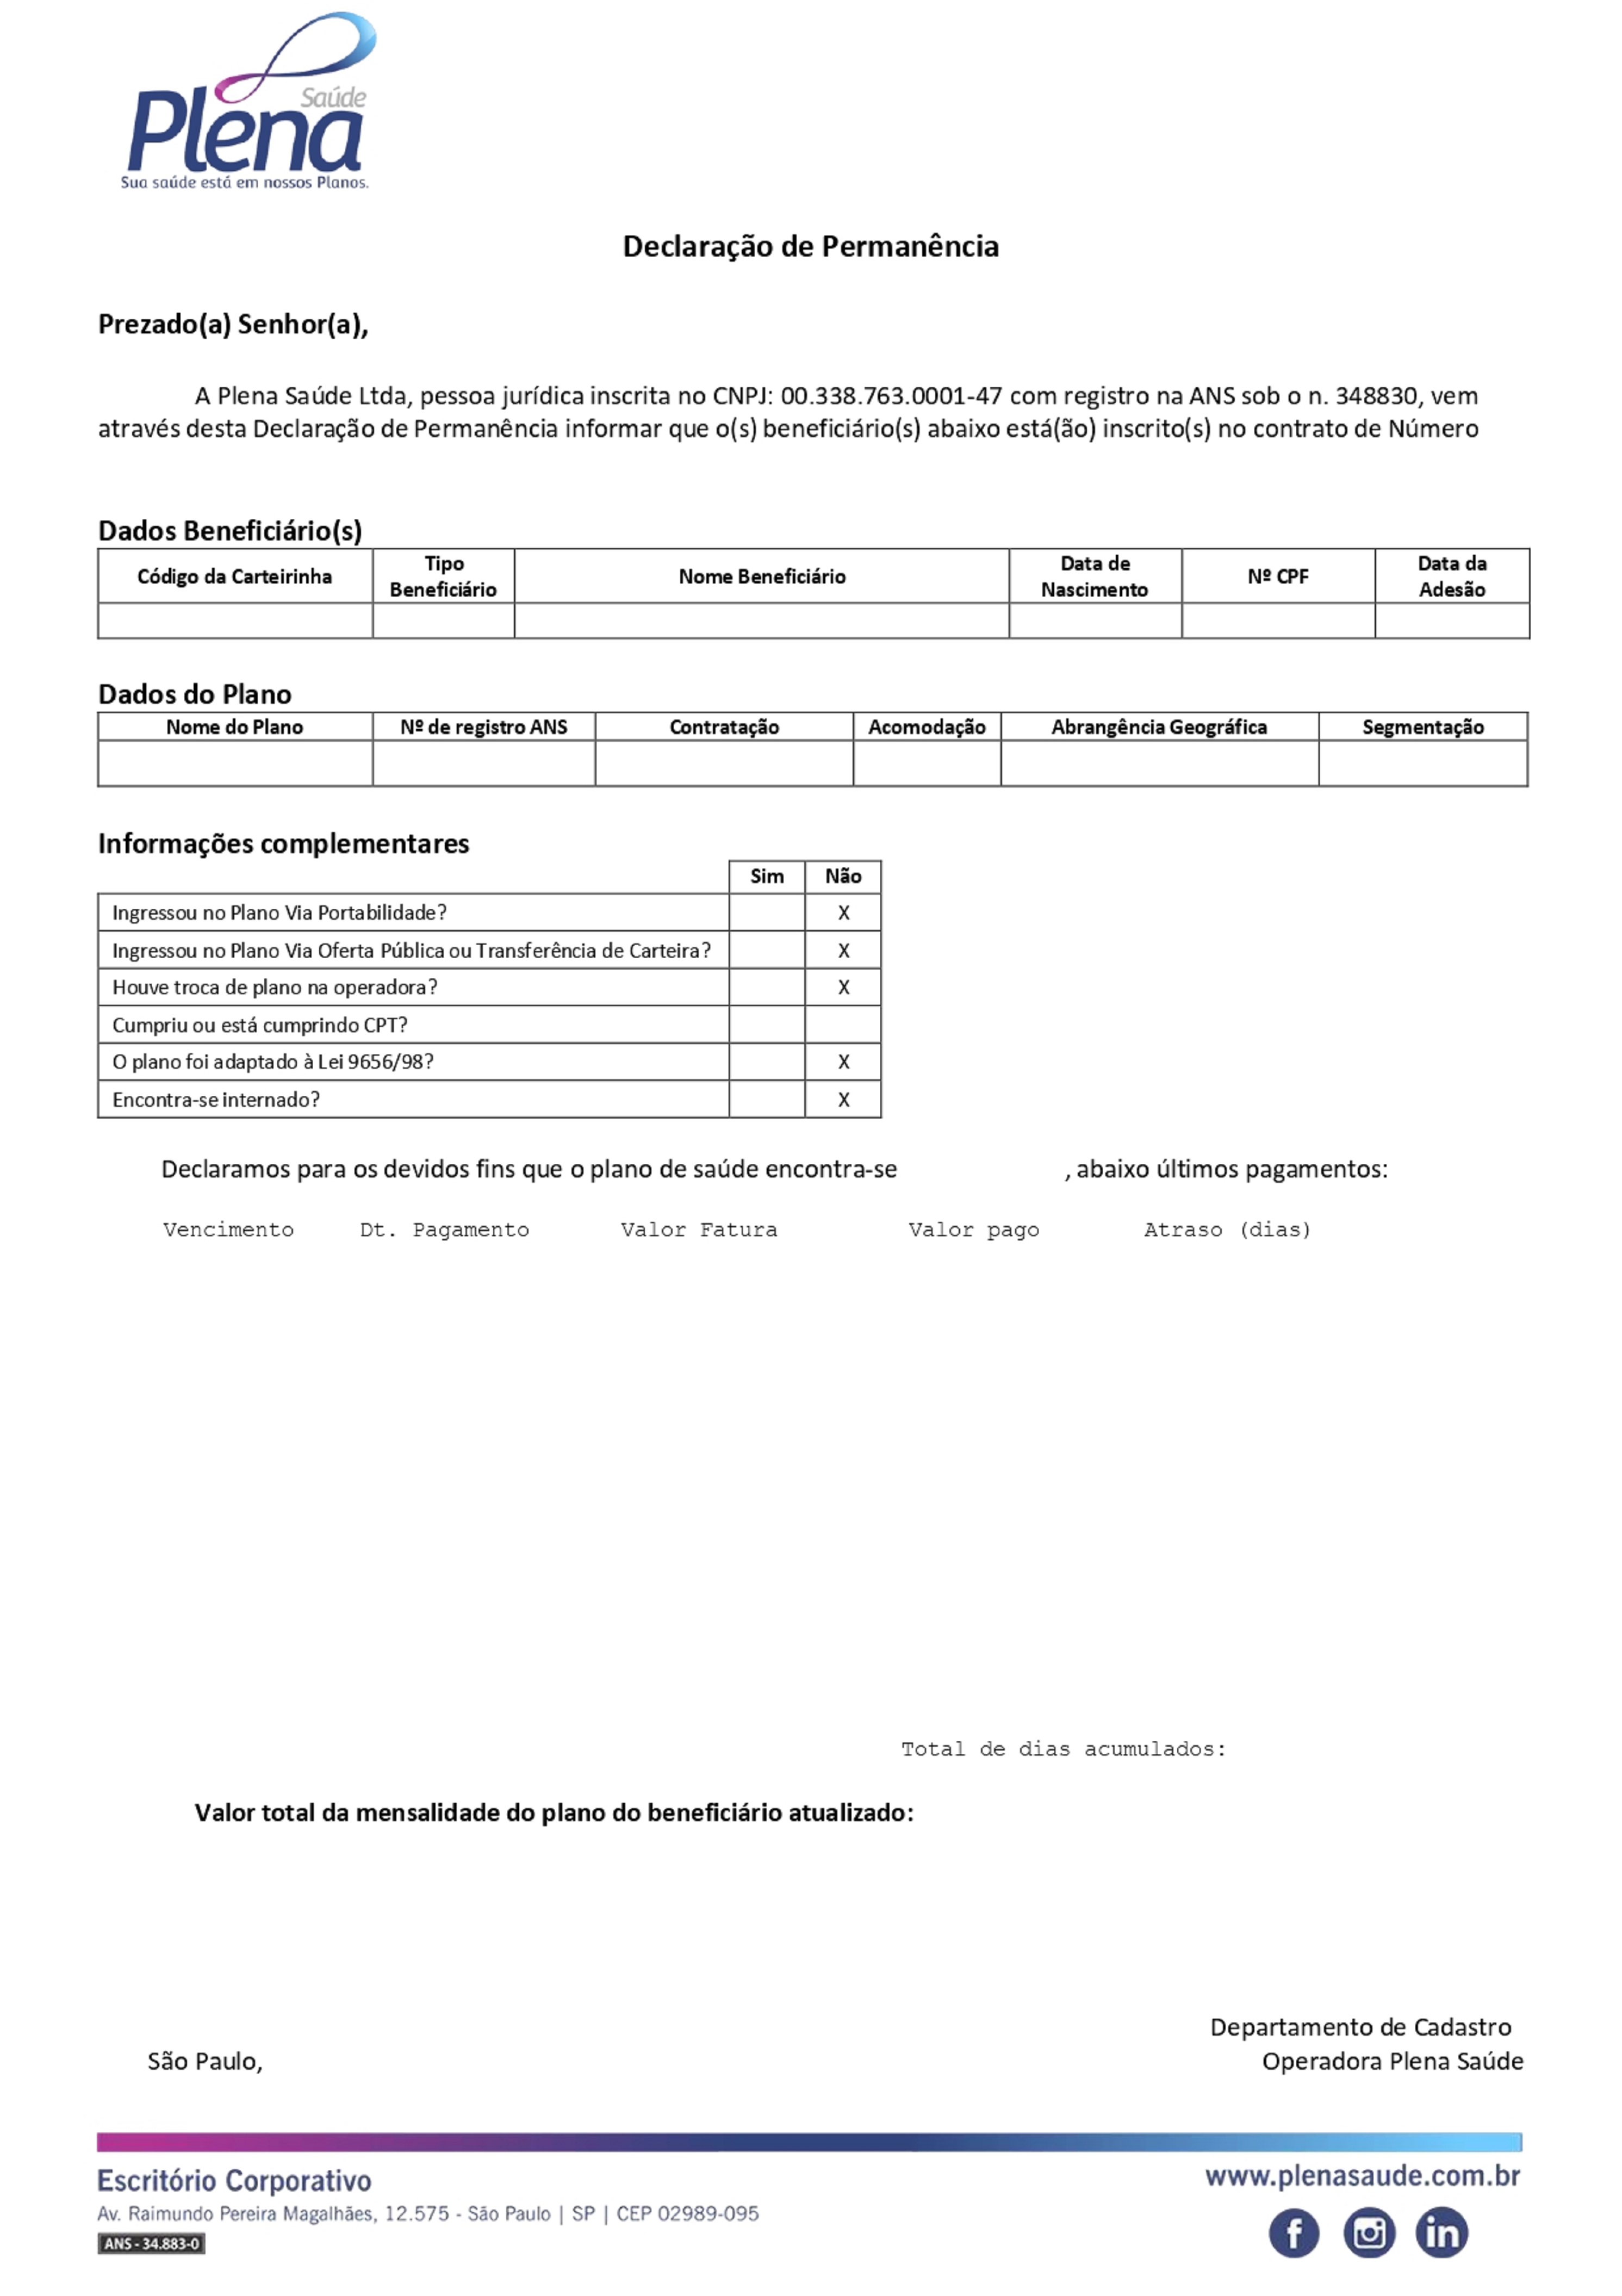 Plena Saúde
Sua saúde está em nossos Planos.
Declaração de Permanência
Prezado(a) Senhor(a),
A Plena Saúde Ltda, pessoa jurídica inscrita no CNPJ: 00.338.763.0001-47 com registro na ANS sob o n. 348830, vem
através desta Declaração de Permanência informar que o(s) beneficiário(s) abaixo está(ão) inscrito(s) no contrato de Número
Dados Beneficiário(s)
Código da Carteirinha Tipo Beneficiário Nome Beneficiário Data de Nascimento Nº CPF Data da Adesão
Dados do Plano
Nome do Plano Nº de registro ANS Contratação Acomodação Abrangência Geográfica Segmentação
Informações complementares
Sim Não
Ingressou no Plano Via Portabilidade? X
Ingressou no Plano Via Oferta Pública ou Transferência de Carteira? X
Houve troca de plano na operadora? X
Cumpriu ou está cumprindo CPT?
O plano foi adaptado à Lei 9656/98? X
Encontra-se internado? X
Declaramos para os devidos fins que o plano de saúde encontra-se , abaixo últimos pagamentos:
Vencimento Dt. Pagamento Valor Fatura Valor pago Atraso (dias)
Total de dias acumulados:
Valor total da mensalidade do plano do beneficiário atualizado:
Departamento de Cadastro
São Paulo, Operadora Plena Saúde
Escritório Corporativo www.plenasaude.com.br
Av. Raimundo Pereira Magalhães, 12.575 - São Paulo | SP | CEP 02989-095
ANS - 34.883-0